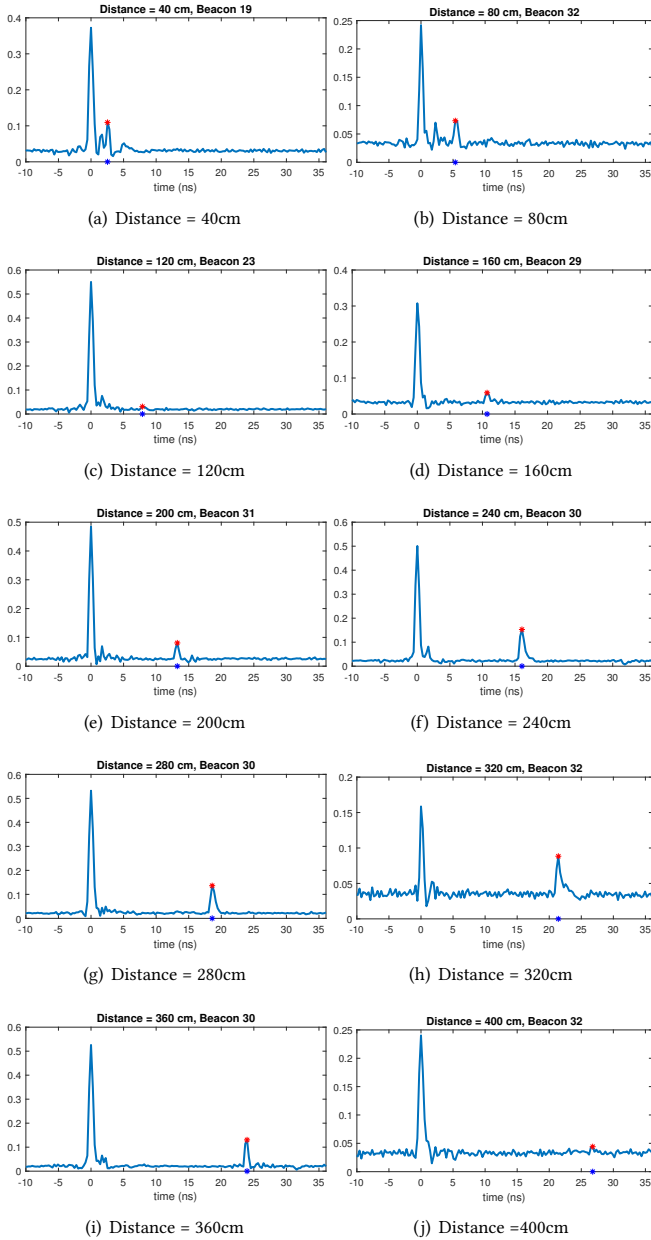 Distance = 40 cm, Beacon 19
0.4
0.3
0.2
0.1
0
-10 -5 0 5 10 15 20 25 30 35
time (ns)
(a) Distance = 40cm
Distance = 80 cm, Beacon 32
0.25
0.2
0.15
0.1
0.05
0
-10 -5 0 5 10 15 20 25 30 35
time (ns)
(b) Distance = 80cm
Distance = 120 cm, Beacon 23
0.6
0.5
0.4
0.3
0.2
0.1
0
-10 -5 0 5 10 15 20 25 30 35
time (ns)
(c) Distance = 120cm
Distance = 160 cm, Beacon 29
0.4
0.3
0.2
0.1
0
-10 -5 0 5 10 15 20 25 30 35
time (ns)
(d) Distance = 160cm
Distance = 200 cm, Beacon 31
0.5
0.4
0.3
0.2
0.1
0
-10 -5 0 5 10 15 20 25 30 35
time (ns)
(e) Distance = 200cm
Distance = 240 cm, Beacon 30
0.6
0.5
0.4
0.3
0.2
0.1
0
-10 -5 0 5 10 15 20 25 30 35
time (ns)
(f) Distance = 240cm
Distance = 280 cm, Beacon 30
0.6
0.5
0.4
0.3
0.2
0.1
0
-10 -5 0 5 10 15 20 25 30 35
time (ns)
(g) Distance = 280cm
Distance = 320 cm, Beacon 32
0.2
0.15
0.1
0.05
0
-10 -5 0 5 10 15 20 25 30 35
time (ns)
(h) Distance = 320cm
Distance = 360 cm, Beacon 30
0.6
0.5
0.4
0.3
0.2
0.1
0
-10 -5 0 5 10 15 20 25 30 35
time (ns)
(i) Distance = 360cm
Distance = 400 cm, Beacon 32
0.25
0.2
0.15
0.1
0.05
0
-10 -5 0 5 10 15 20 25 30 35
time (ns)
(j) Distance =400cm